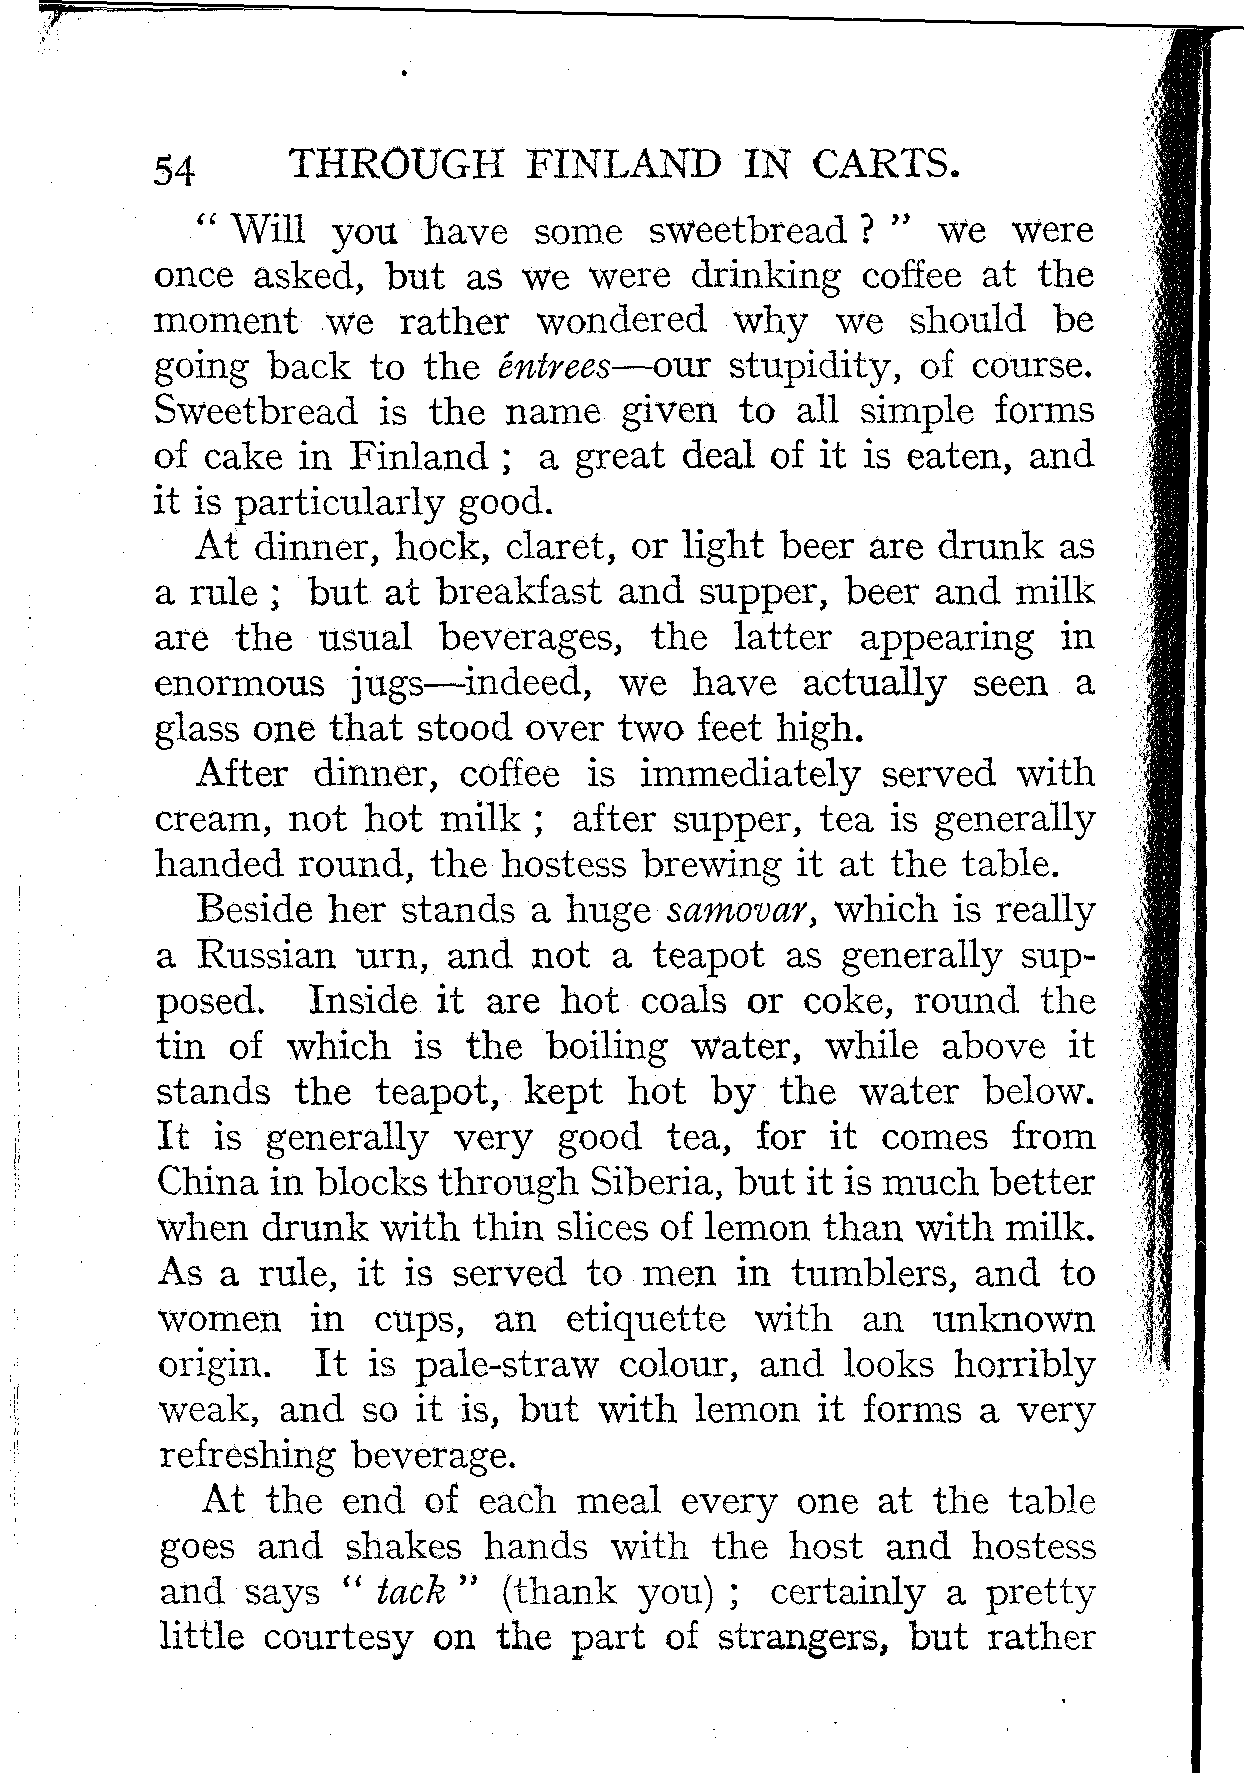 54 THROUGH FINLAND IN CARTS.
“ Will you have some sweetbread ? ” we were
once asked, but as we were drinking coffee at the
moment we rather wondered why we should be
going back to the éntrees—our stupidity, of course.
Sweetbread is the name given to all simple forms
of cake in Finland ; a great deal of it is eaten, and
it is particularly good.
At dinner, hock, claret, or light beer are drunk as
a rule ; but at breakfast and supper, beer and milk
are the usual beverages, the latter appearing in
enormous jugs—indeed, we have actually seen a
glass one that stood over two feet high.
After dinner, coffee is immediately served with
cream, not hot milk ; after supper, tea is generally
handed round, the hostess brewing it at the table.
Beside her stands a huge samovar, which is really
a Russian urn, and not a teapot as generally sup-
posed. Inside it are hot coals or coke, round the
tin of which is the boiling water, while above it
stands the teapot, kept hot by the water below.
It is generally very good tea, for it comes from
China in blocks through Siberia, but it is much better
when drunk with thin slices of lemon than with milk.
As a rule, it is served to men in tumblers, and to
women in cups, an etiquette with an unknown
origin. It is pale-straw colour, and looks horribly
weak, and so it is, but with lemon it forms a very
refreshing beverage.
At the end of each meal every one at the table
goes and shakes hands with the host and hostess
and says “ tack ” (thank you) ; certainly a pretty
little courtesy on the part of strangers, but rather